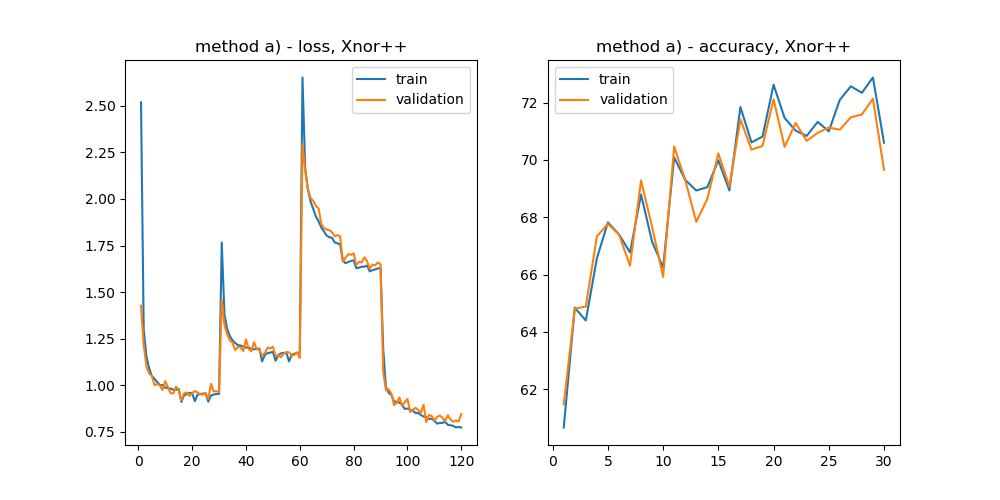 method a) - loss, Xnor++
train
validation
2.50
2.25
2.00
1.75
1.50
1.25
1.00
0.75
0 20 40 60 80 100 120
method a) - accuracy, Xnor++
train
validation
72
70
68
66
64
62
0 5 10 15 20 25 30